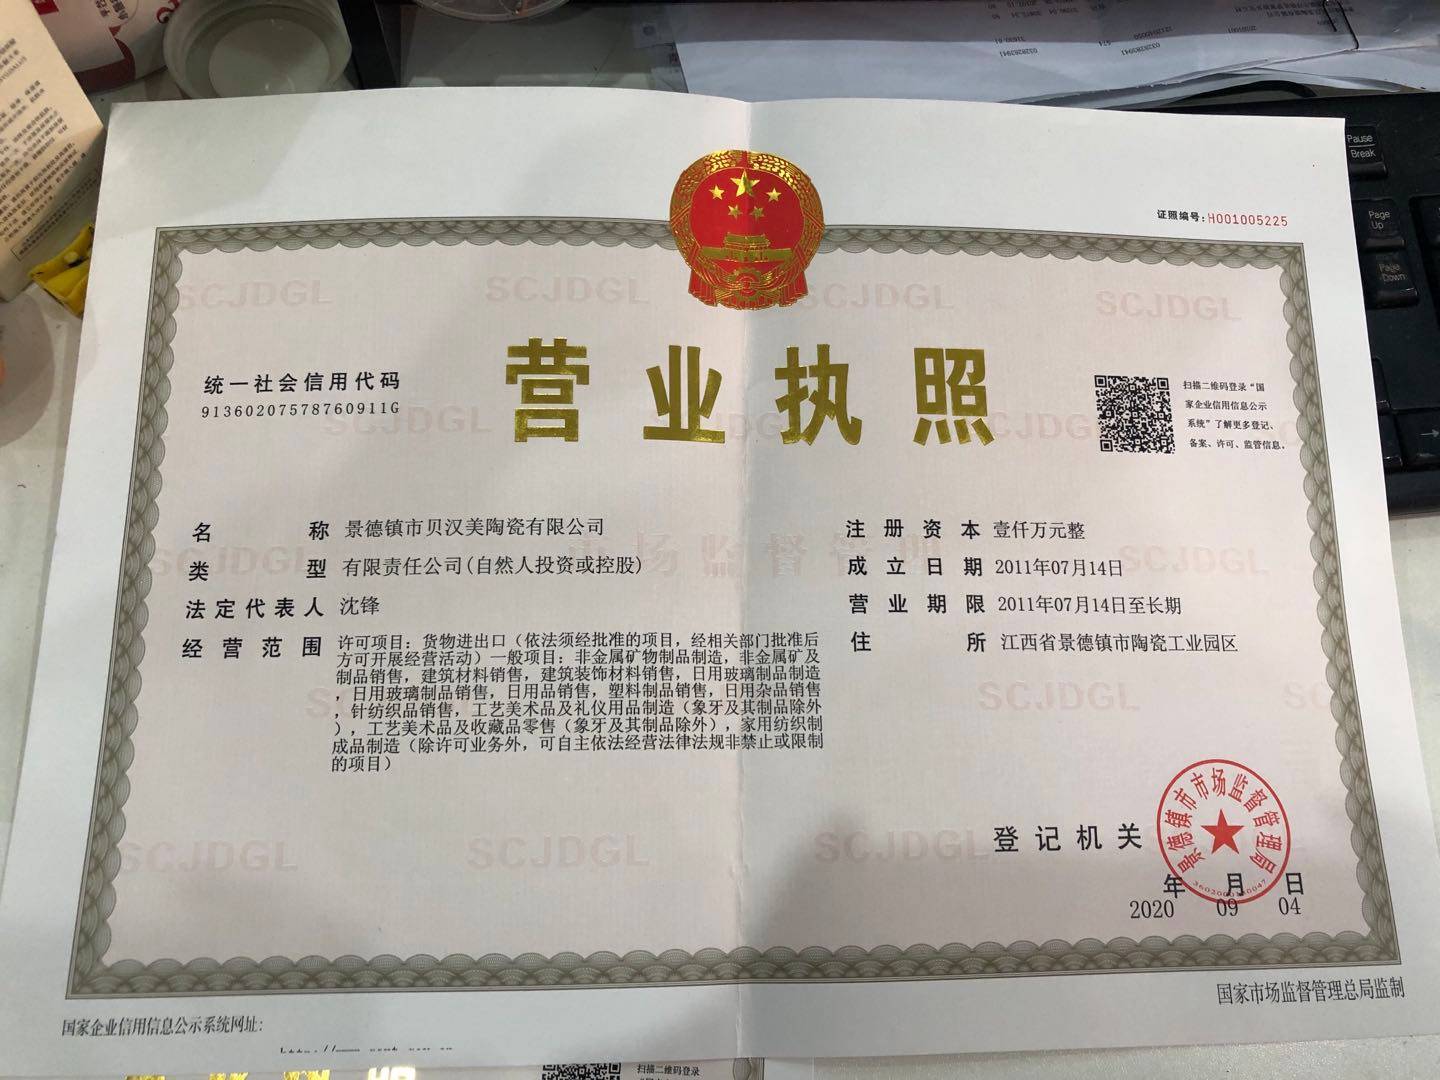 Pause
Break
Page
Up
Page
Down
证照编号:H001005225
SCJDGL SCJDGL SCJDGL SCJDGL
营业执照
统一社会信用代码
91360207578760911G
扫描二维码登录“国
家企业信用信息公示
系统”了解更多登记、
备案、许可、监管信息。
名称 景德镇市贝汉美陶瓷有限公司
类型 有限责任公司(自然人投资或控股)
法定代表人 沈锋
经营范围 许可项目：货物进出口（依法须经批准的项目，经相关部门批准后
方可开展经营活动）一般项目：非金属矿物制品制造，非金属矿及
制品销售，建筑材料销售，建筑装饰材料销售，日用玻璃制品制造
，日用玻璃制品销售，日用品销售，塑料制品销售，日用杂品销售
，针纺织品销售，工艺美术品及礼仪用品制造（象牙及其制品除外
），工艺美术品及收藏品零售（象牙及其制品除外），家用纺织制
成品制造（除许可业务外，可自主依法经营法律法规非禁止或限制
的项目）
注册资本 壹仟万元整
成立日期 2011年07月14日
营业期限 2011年07月14日至长期
住所 江西省景德镇市陶瓷工业园区
SCJDGL SCJDGL SCJDGL
登记机关
景德镇市市场监督管理局
年 月 日
2020 09 04
国家企业信用信息公示系统网址:
国家市场监督管理总局监制
扫描二维码登录